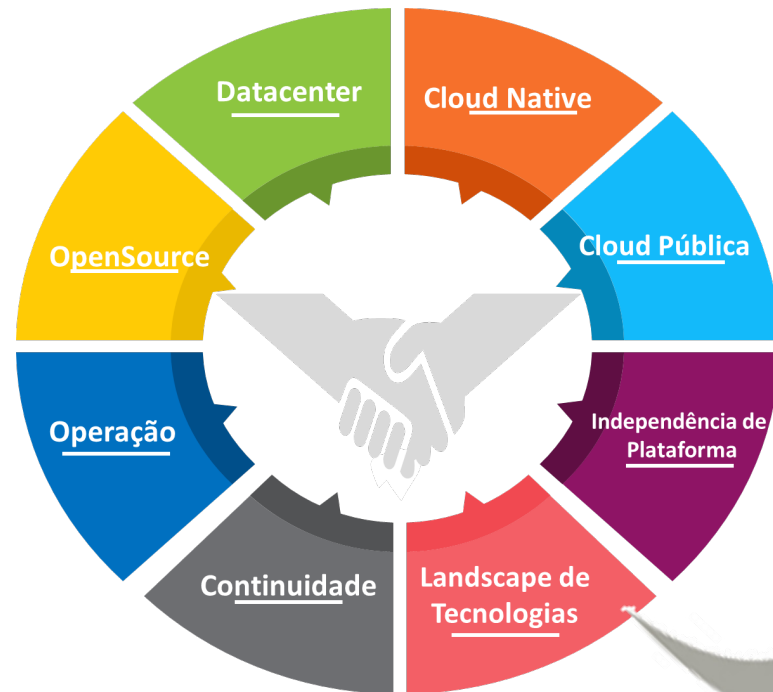 Datacenter
Cloud Native
OpenSource
Cloud Pública
Operação
Independência de
Plataforma
Continuidade
Landscape de
Tecnologias